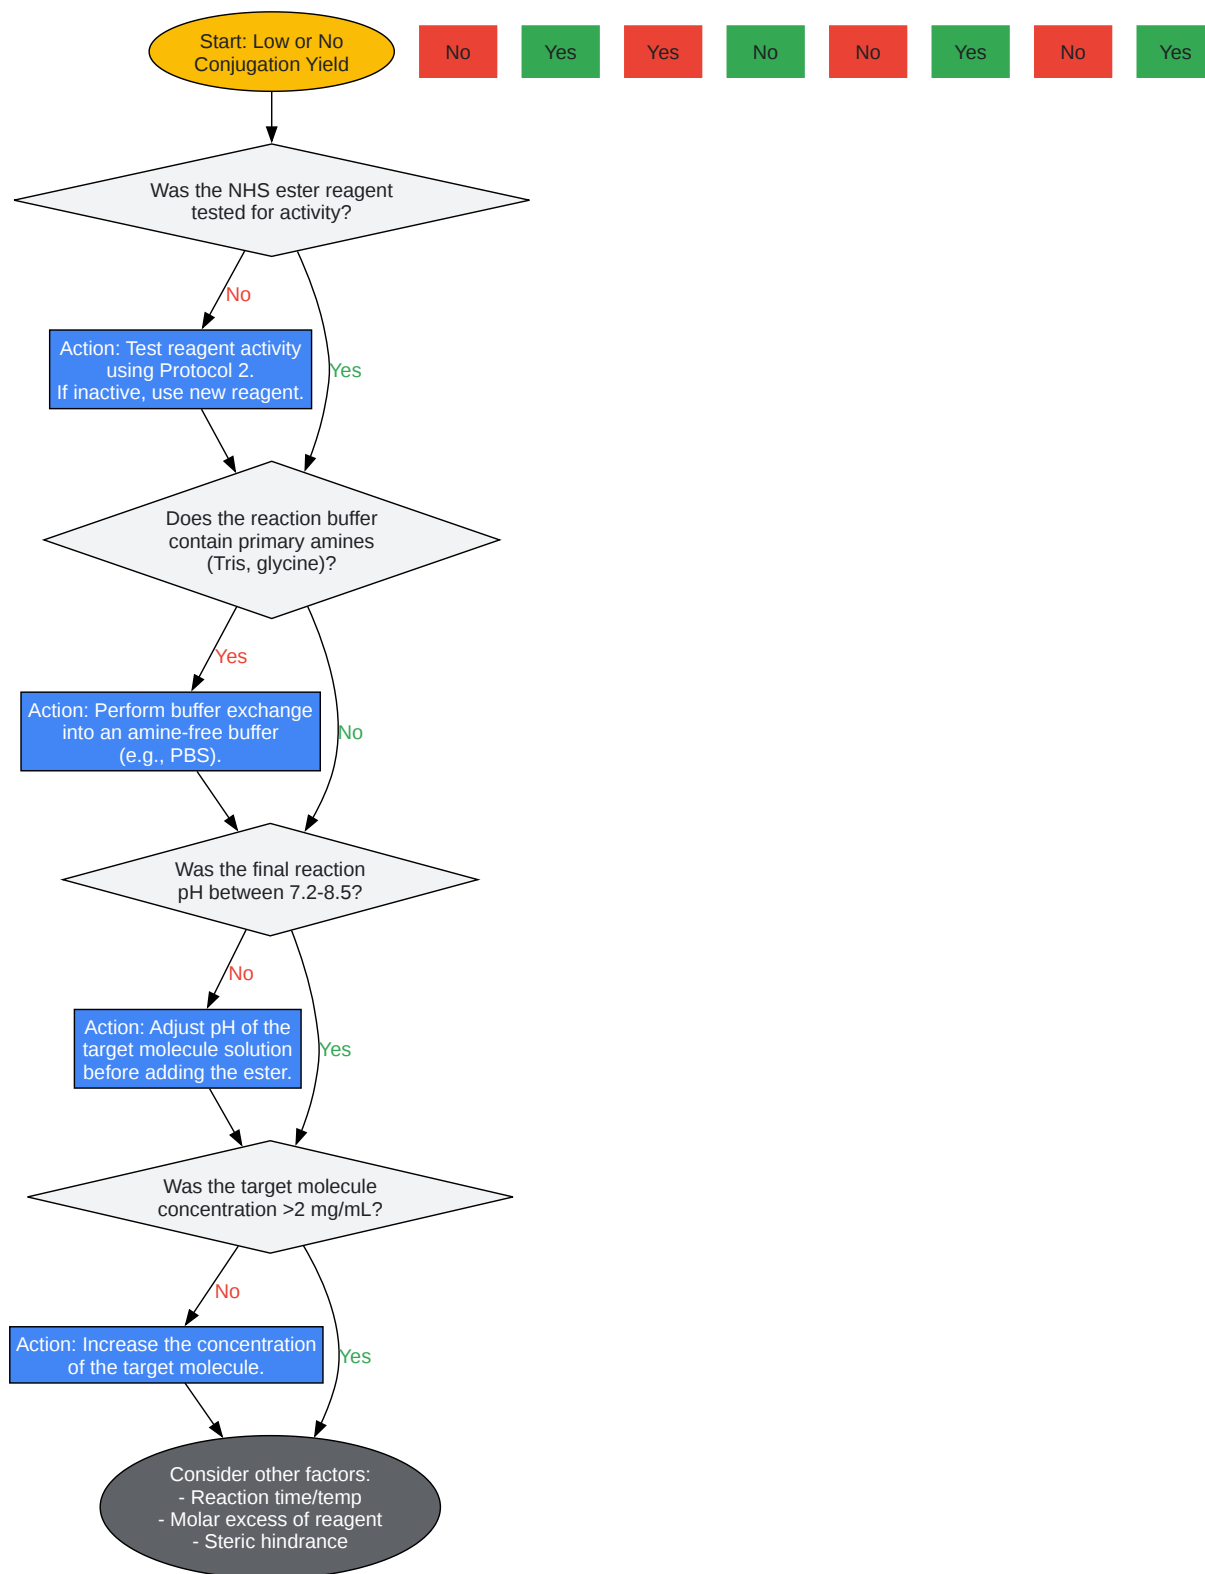 Start: Low or No
Conjugation Yield
No
Yes
Yes
No
No
Yes
No
Yes
Was the NHS ester reagent
tested for activity?
No
Action: Test reagent activity
using Protocol 2.
If inactive, use new reagent.
Yes
Does the reaction buffer
contain primary amines
(Tris, glycine)?
Yes
Action: Perform buffer exchange
into an amine-free buffer
(e.g., PBS).
No
Was the final reaction
pH between 7.2-8.5?
No
Action: Adjust pH of the
target molecule solution
before adding the ester.
Yes
Was the target molecule
concentration >2 mg/mL?
No
Action: Increase the concentration
of the target molecule.
Yes
Consider other factors:
- Reaction time/temp
- Molar excess of reagent
- Steric hindrance